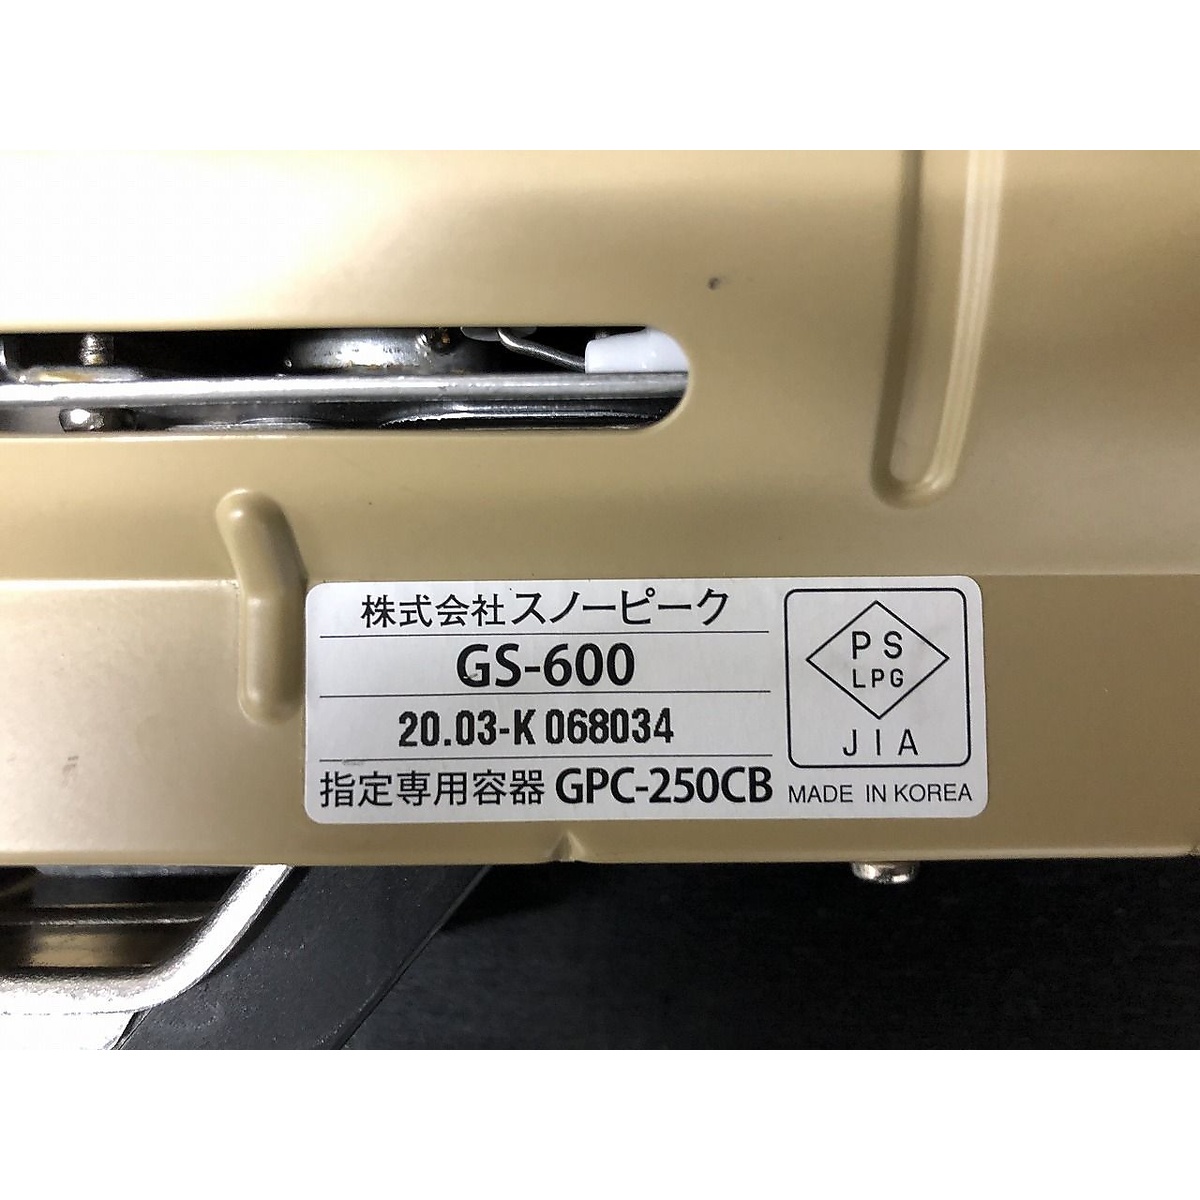 株式会社スノーピーク
GS-600
20.03-K 068034
指定専用容器 GPC-250CB
PS
LPG
JIA
MADE IN KOREA